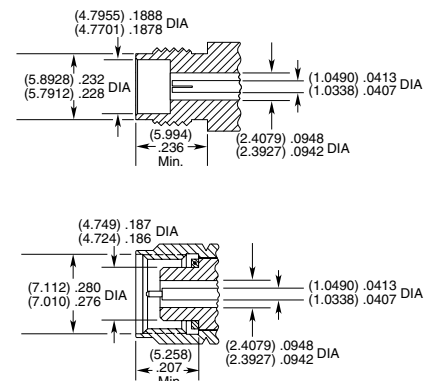 (4.7955) .1888
(4.7701) .1878 DIA
(5.8928) .232
(5.7912) .228 DIA
(1.0490) .0413
(1.0338) .0407 DIA
(5.994)
.236
Min.
(2.4079) .0948
(2.3927) .0942 DIA
(4.749) .187
(4.724) .186 DIA
(7.112) .280
(7.010) .276 DIA
(1.0490) .0413
(1.0338) .0407 DIA
(2.4079) .0948
(2.3927) .0942 DIA
(5.258)
.207
Min.